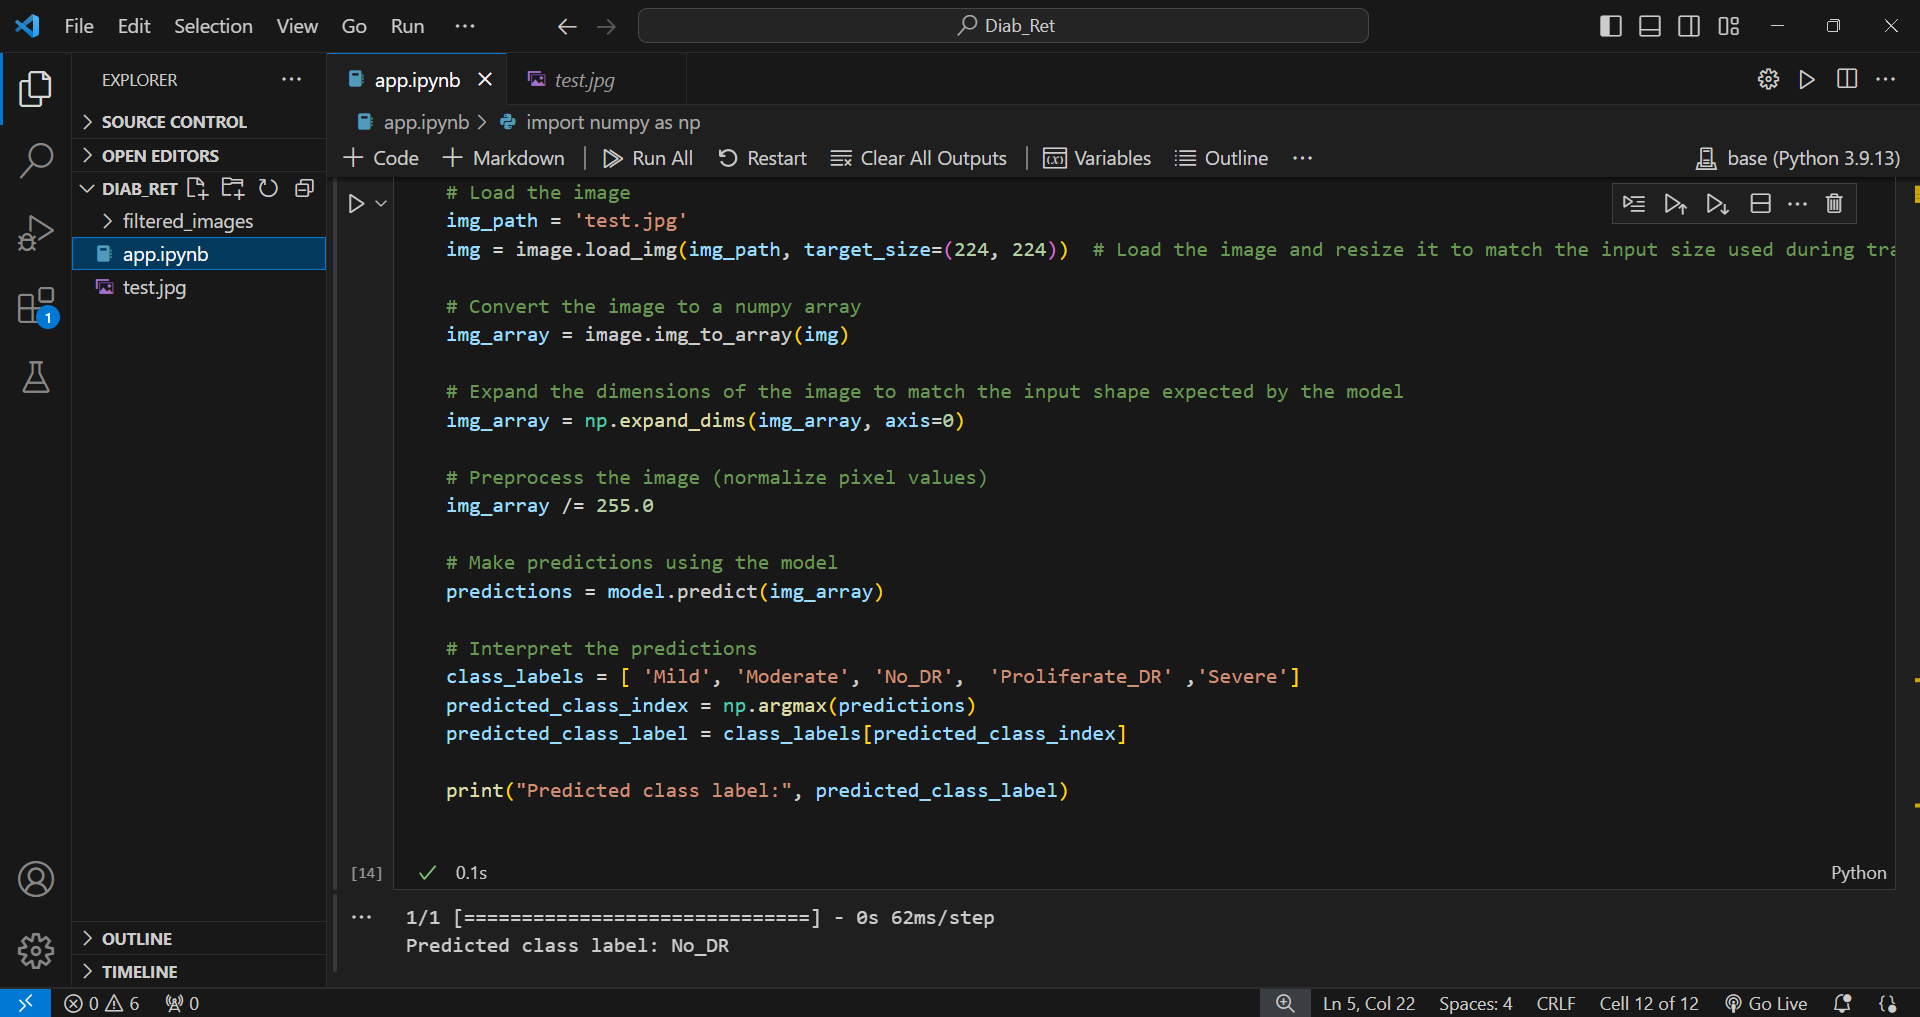 File Edit Selection View Go Run ···
Diab_Ret
EXPLORER ···
SOURCE CONTROL
OPEN EDITORS
DIAB_RET
filtered_images
app.ipynb
test.jpg
OUTLINE
TIMELINE
1
app.ipynb test.jpg
app.ipynb > import numpy as np
+ Code + Markdown | Run All Restart Clear All Outputs | Variables Outline ···
base (Python 3.9.13)
# Load the image
img_path = 'test.jpg'
img = image.load_img(img_path, target_size=(224, 224))  # Load the image and resize it to match the input size used during tra
# Convert the image to a numpy array
img_array = image.img_to_array(img)
# Expand the dimensions of the image to match the input shape expected by the model
img_array = np.expand_dims(img_array, axis=0)
# Preprocess the image (normalize pixel values)
img_array /= 255.0
# Make predictions using the model
predictions = model.predict(img_array)
# Interpret the predictions
class_labels = [ 'Mild', 'Moderate', 'No_DR',  'Proliferate_DR' ,'Severe']
predicted_class_index = np.argmax(predictions)
predicted_class_label = class_labels[predicted_class_index]
print("Predicted class label:", predicted_class_label)
[14] 0.1s
Python
1/1 [==============================] - 0s 62ms/step
Predicted class label: No_DR
0 6 0
Ln 5, Col 22 Spaces: 4 CRLF Cell 12 of 12 Go Live